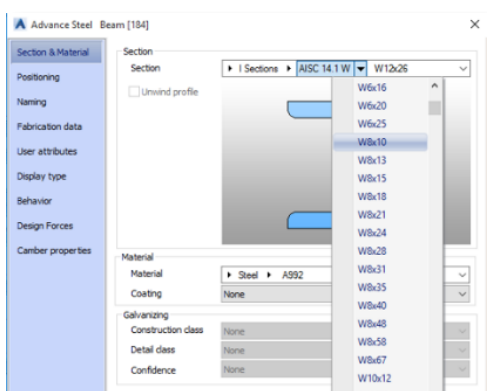 Advance Steel Beam [184]
Section & Material
Positioning
Naming
Fabrication data
User attributes
Display type
Behavior
Design Forces
Camber properties
Section
Section I Sections AISC 14.1 W W12x26
Unwind profile
W6x16
W6x20
W6x25
W8x10
W8x13
W8x15
W8x18
W8x21
W8x24
W8x28
W8x31
W8x35
W8x40
W8x48
W8x58
W8x67
W10x12
Material
Material Steel A992
Coating None
Galvanizing
Construction class None
Detail class None
Confidence None